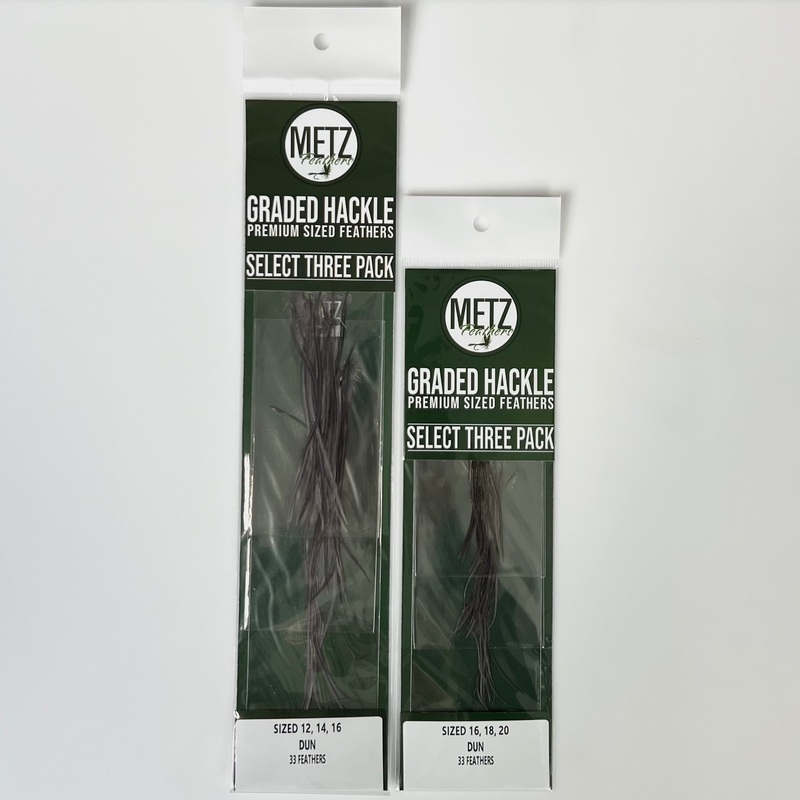 METZ
Feathers
GRADED HACKLE
PREMIUM SIZED FEATHERS
SELECT THREE PACK
METZ
SIZED 12, 14, 16
DUN
33 FEATHERS
METZ
Feathers
GRADED HACKLE
PREMIUM SIZED FEATHERS
SELECT THREE PACK
SIZED 16, 18, 20
DUN
33 FEATHERS